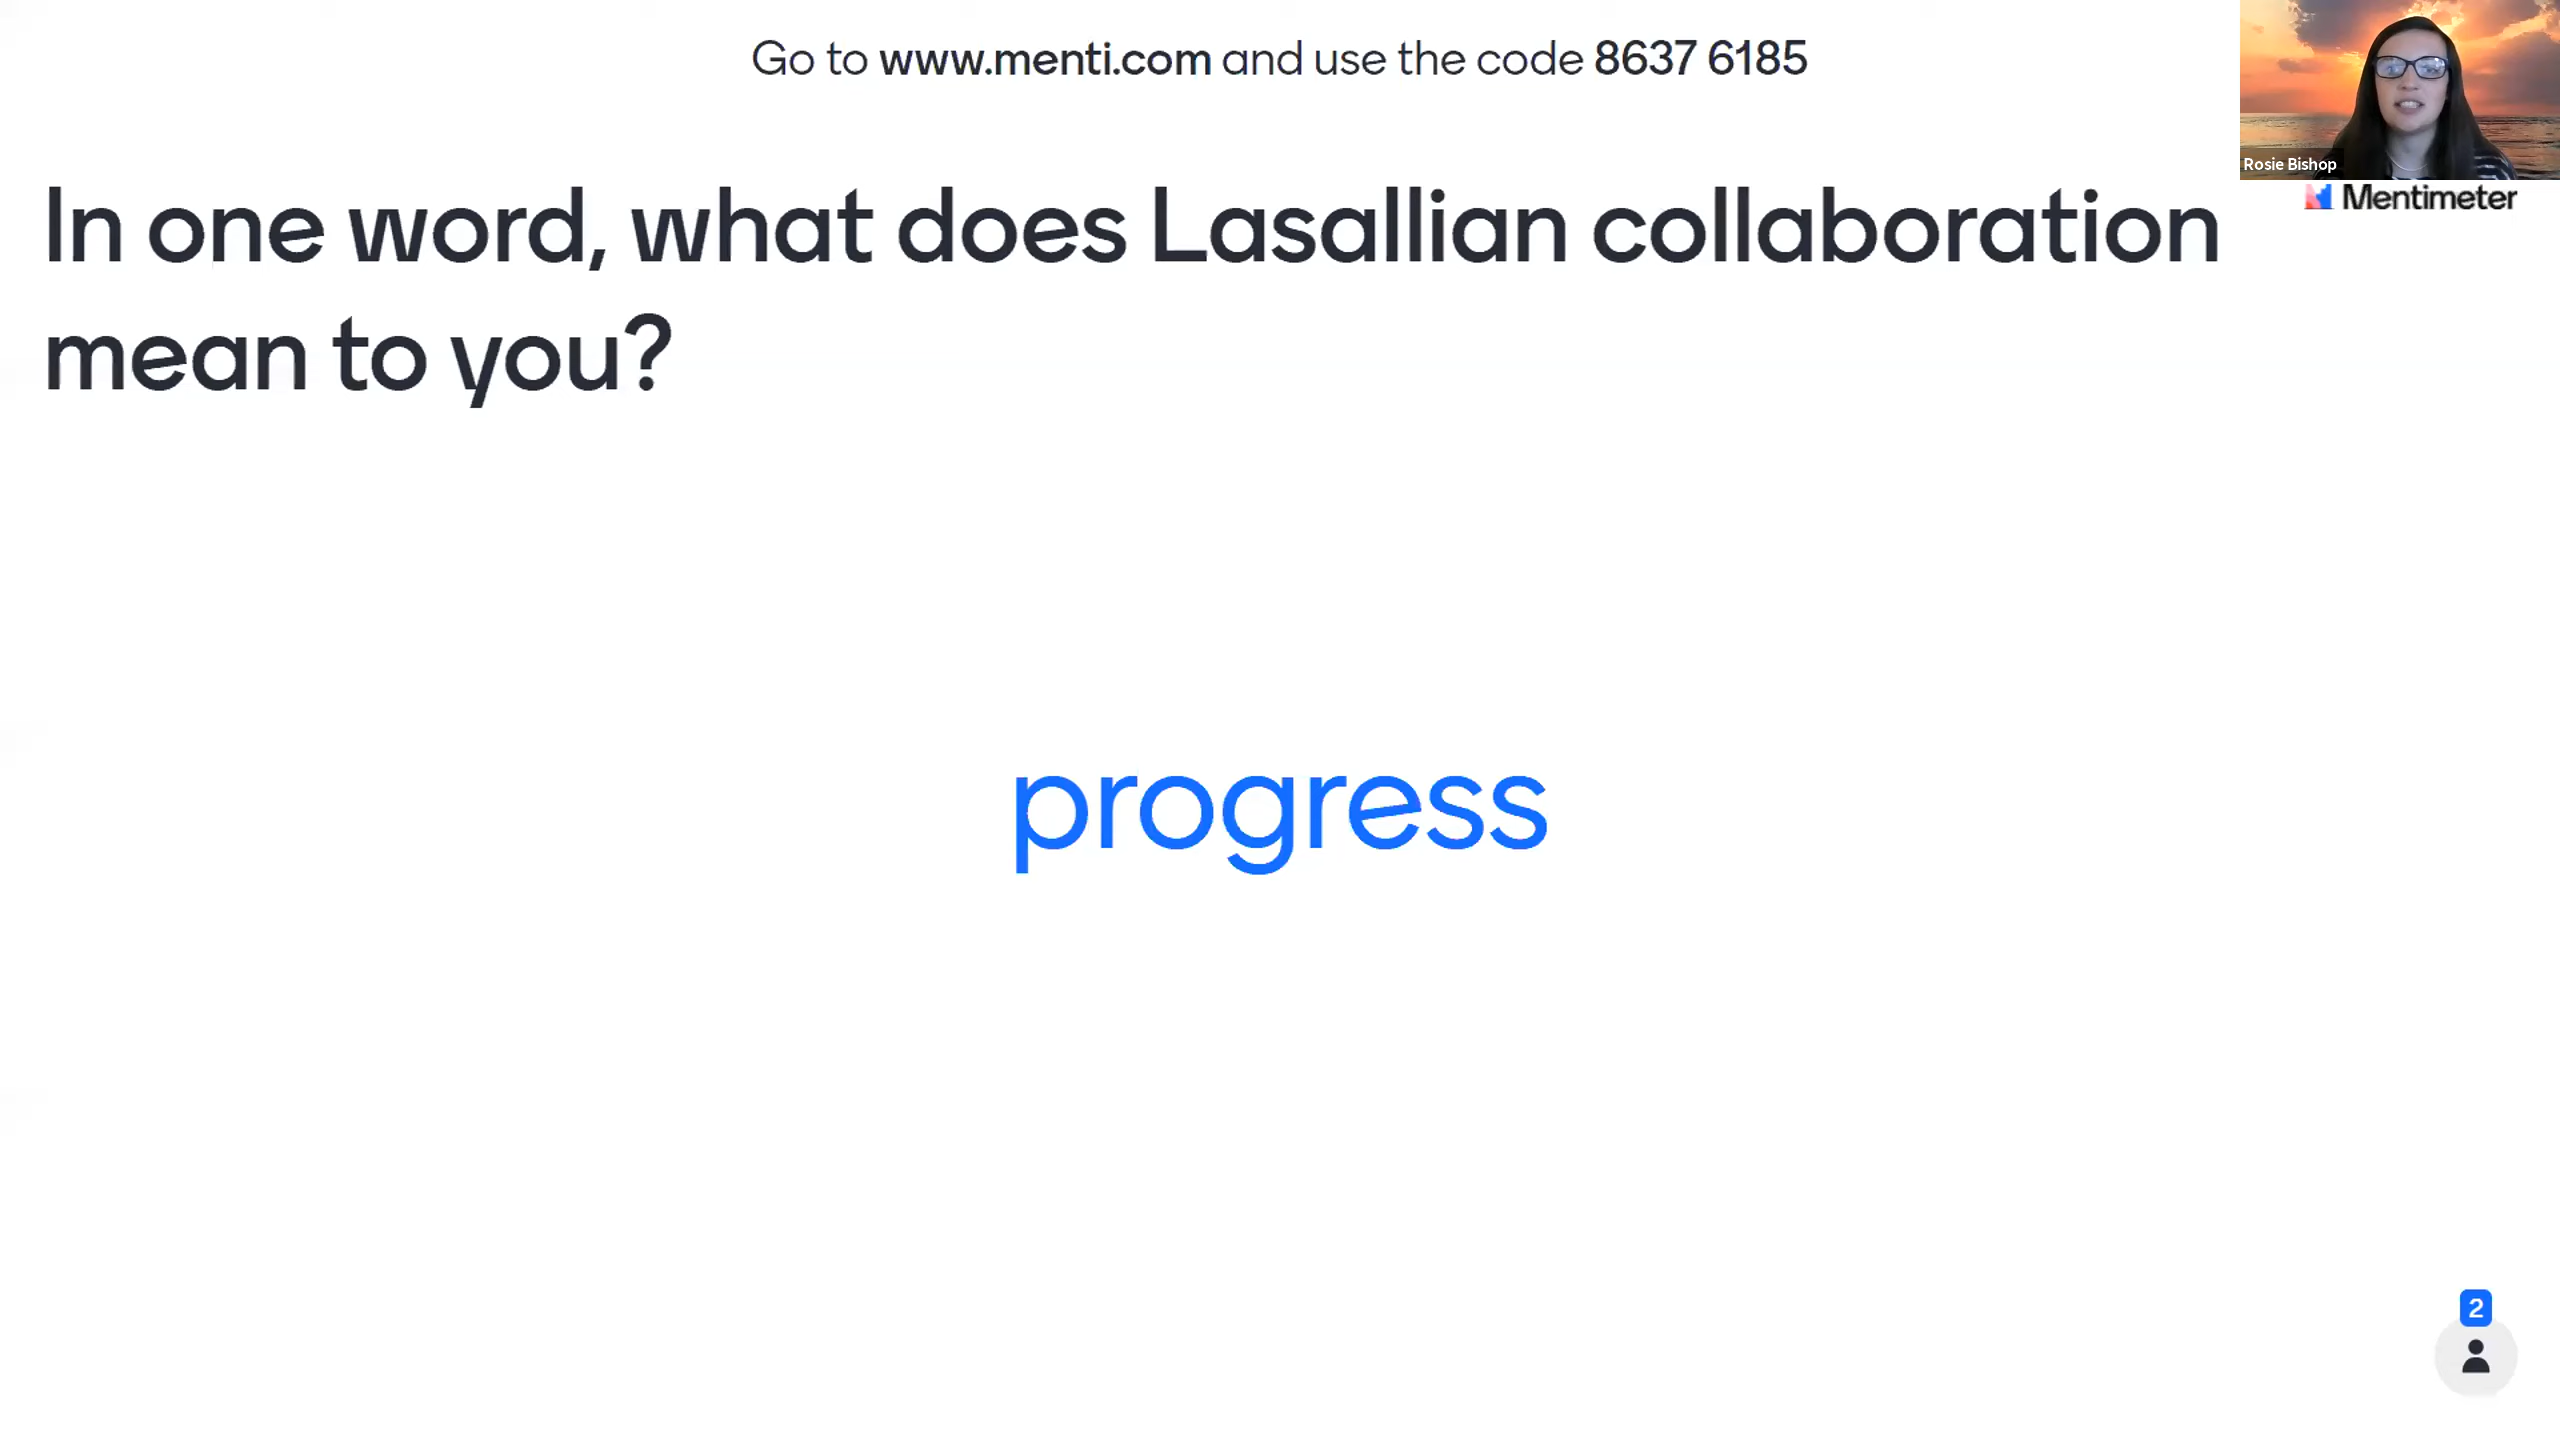 Go to www.menti.com and use the code 8637 6185
Rosie Bishop
Mentimeter
In one word, what does Lasallian collaboration
mean to you?
progress
2